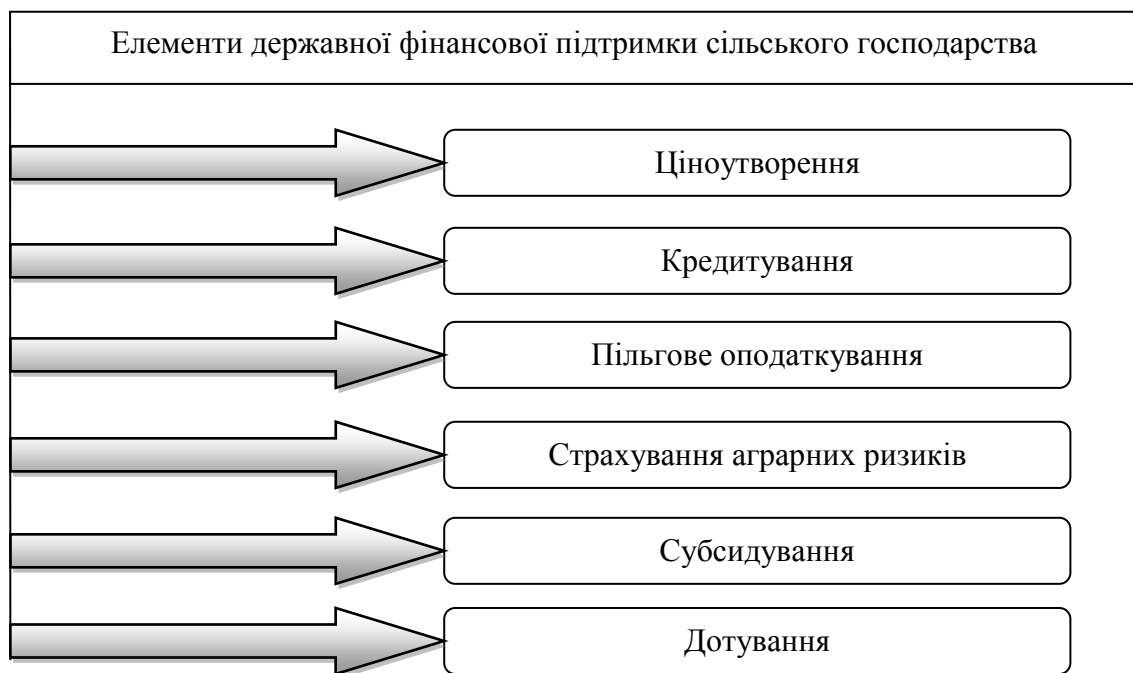 Елементи державної фінансової підтримки сільського господарства
Ціноутворення
Кредитування
Пільгове оподаткування
Страхування аграрних ризиків
Субсидування
Дотування